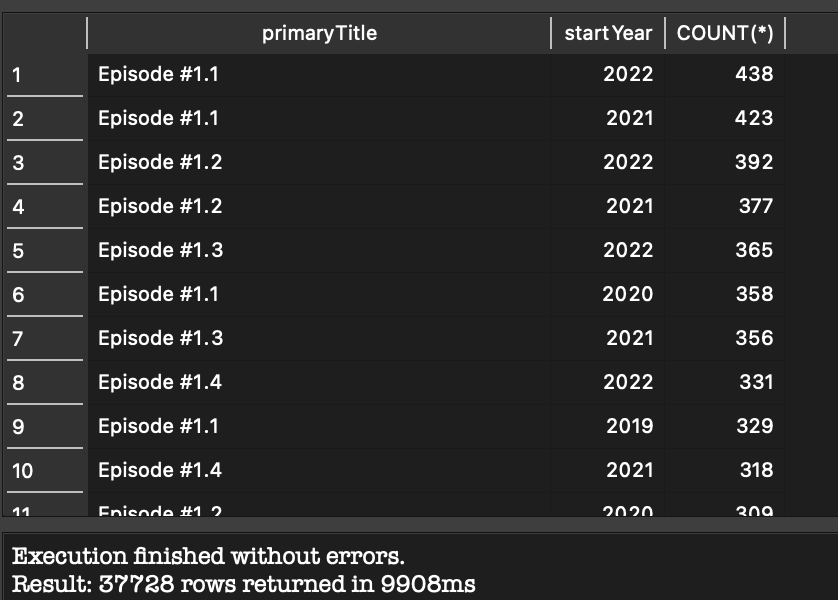 primaryTitle startYear COUNT(*)
1 Episode #1.1 2022 438
2 Episode #1.1 2021 423
3 Episode #1.2 2022 392
4 Episode #1.2 2021 377
5 Episode #1.3 2022 365
6 Episode #1.1 2020 358
7 Episode #1.3 2021 356
8 Episode #1.4 2022 331
9 Episode #1.1 2019 329
10 Episode #1.4 2021 318
11 Episode #1.2 2020 309
Execution finished without errors.
Result: 37728 rows returned in 9908ms